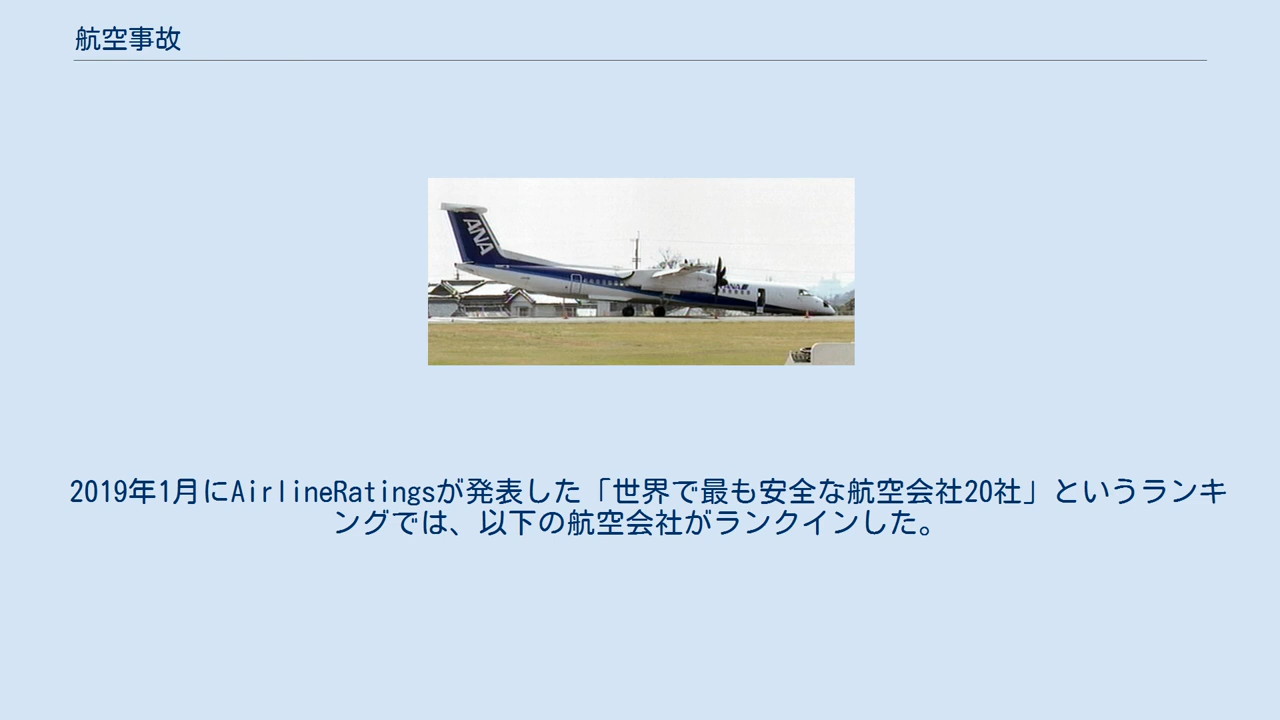 航空事故
ANA
ANA
2019年1月にAirlineRatingsが発表した「世界で最も安全な航空会社20社」というランキ
ングでは、以下の航空会社がランクインした。